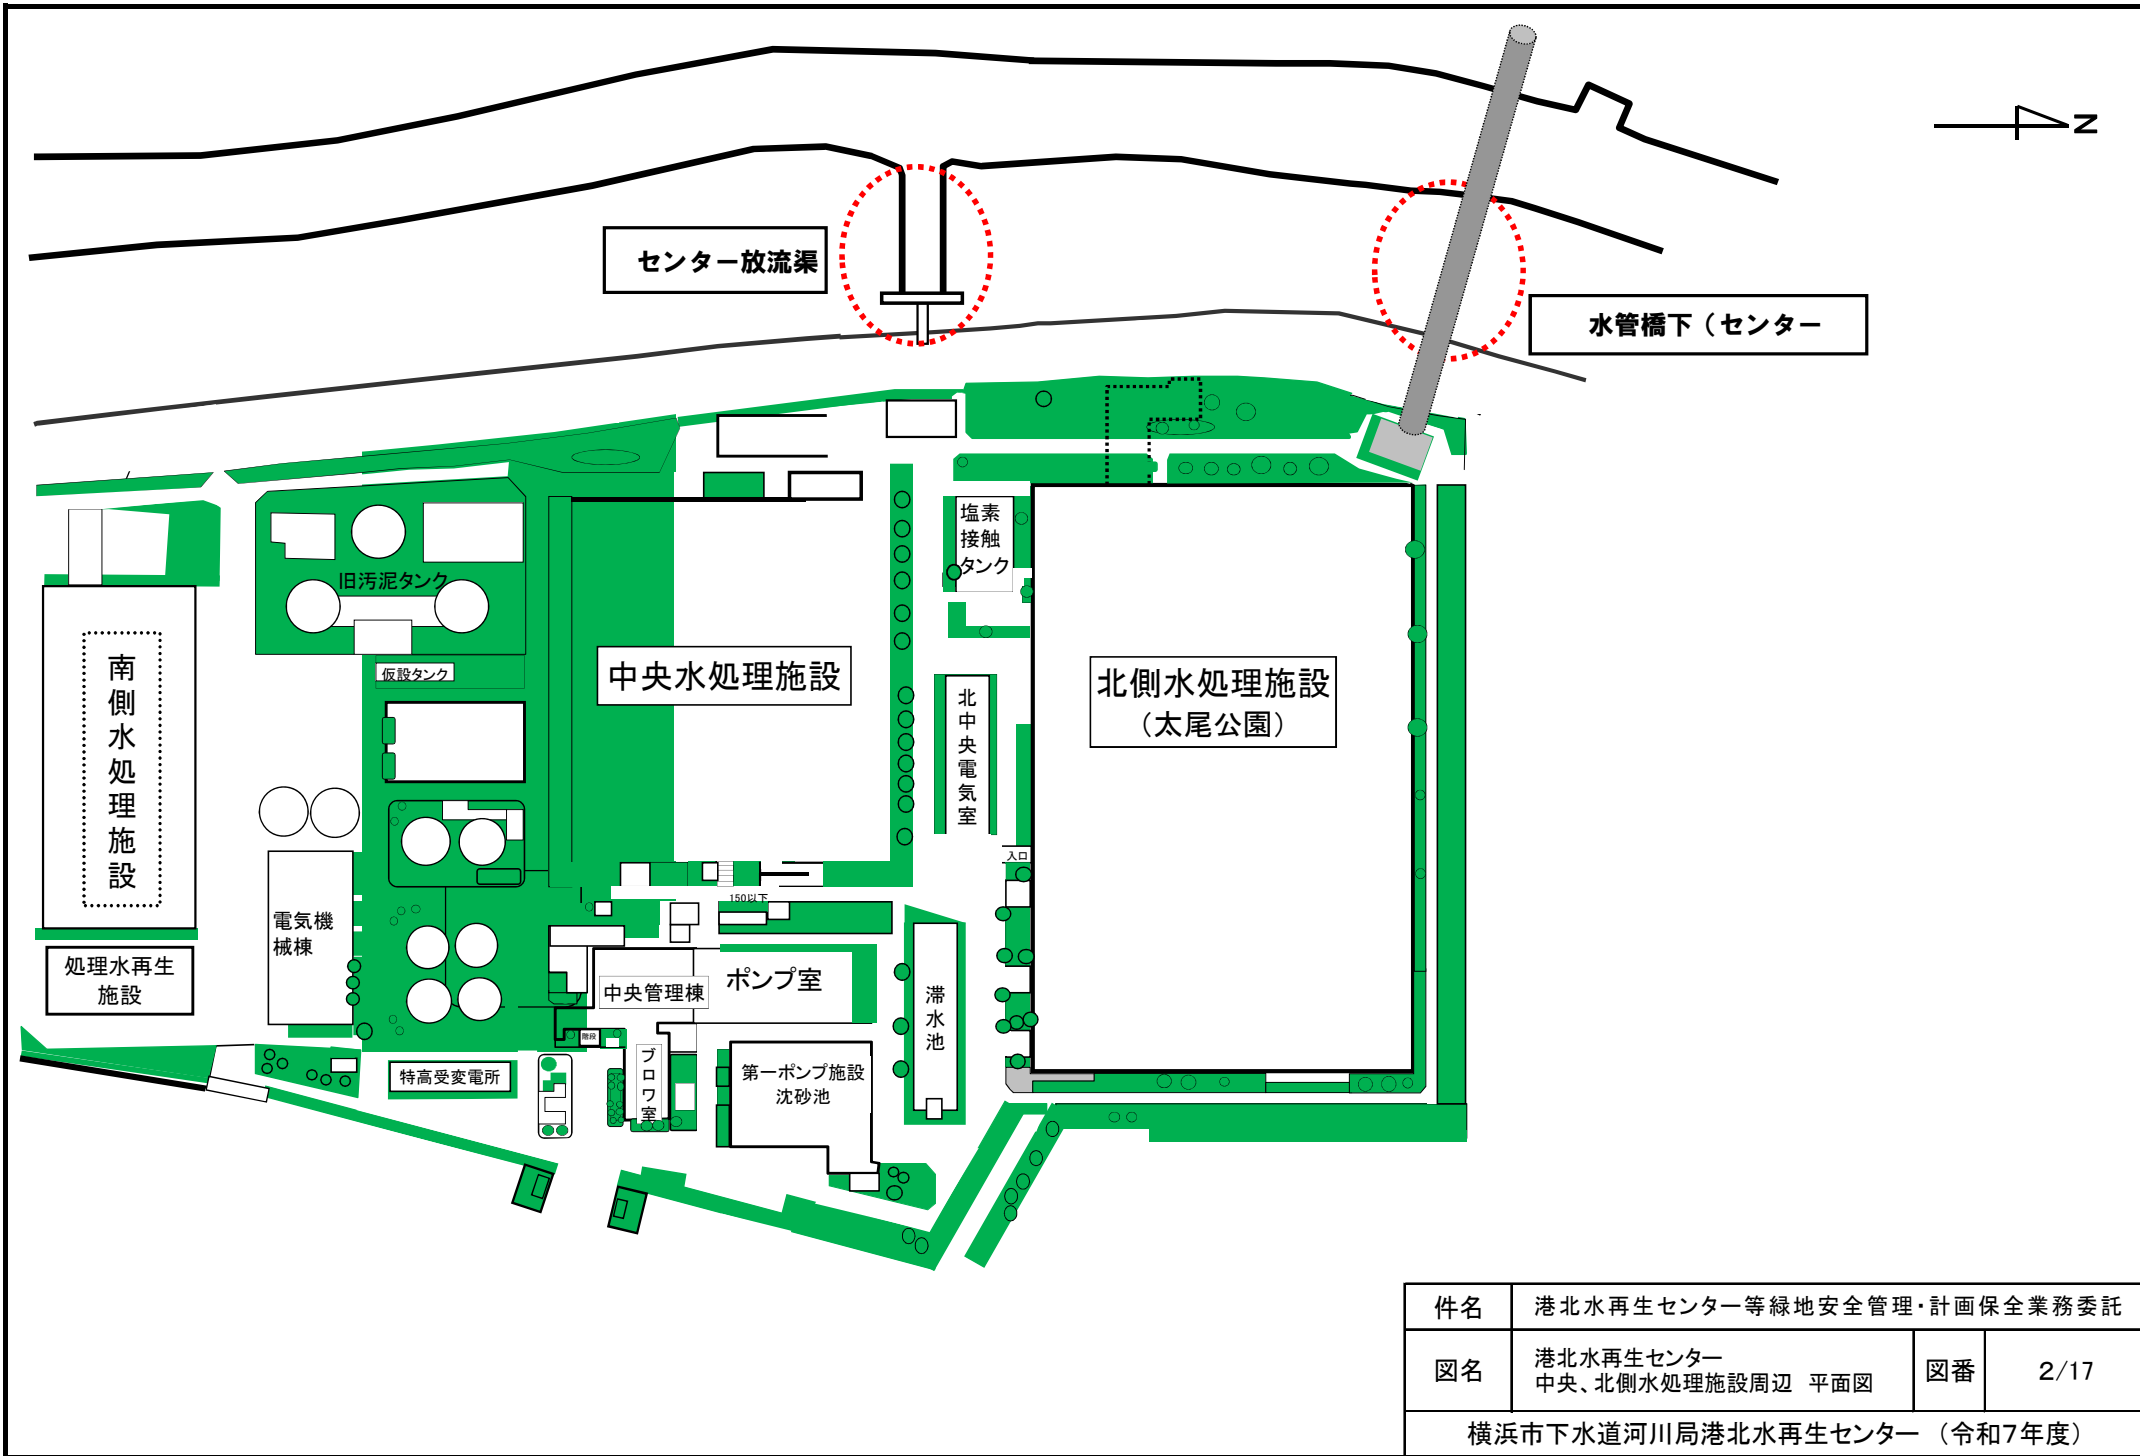 N
センター放流渠
水管橋下（センター
塩素
接触
タンク
旧汚泥タンク
仮設タンク
南側水処理施設
中央水処理施設
北側水処理施設
（太尾公園）
北中央電気室
入口
150以下
電気機
械棟
処理水再生
施設
中央管理棟
ポンプ室
滞水池
階段
特高受変電所
ブロワ室
第一ポンプ施設
沈砂池
件名
港北水再生センター等緑地安全管理・計画保全業務委託
図名
港北水再生センター
中央、北側水処理施設周辺 平面図
図番
2/17
横浜市下水道河川局港北水再生センター （令和7年度）